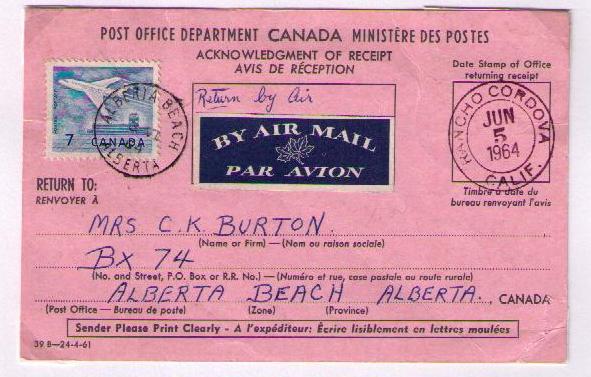 POST OFFICE DEPARTMENT CANADA MINISTÈRE DES POSTES
ACKNOWLEDGMENT OF RECEIPT
AVIS DE RÉCEPTION
Date Stamp of Office
returning receipt
Return by Air
7 CANADA
ALBERTA BEACH
ALBERTA
BY AIR MAIL
PAR AVION
RANCHO CORDOVA
JUN
5
1964
CALIF.
Timbre à date du
bureau renvoyant l'avis
RETURN TO:
RENVOYER À
MRS C.K. BURTON.
(Name or Firm) — (Nom ou raison sociale)
BX 74
(No. and Street, P.O. Box or R.R. No.) — (Numéro et rue, case postale ou route rurale)
ALBERTA BEACH ALBERTA., CANADA
(Post Office – Bureau de poste) (Zone) (Province)
Sender Please Print Clearly - A l'expéditeur: Écrire lisiblement en lettres moulées
39 B—24-4-61